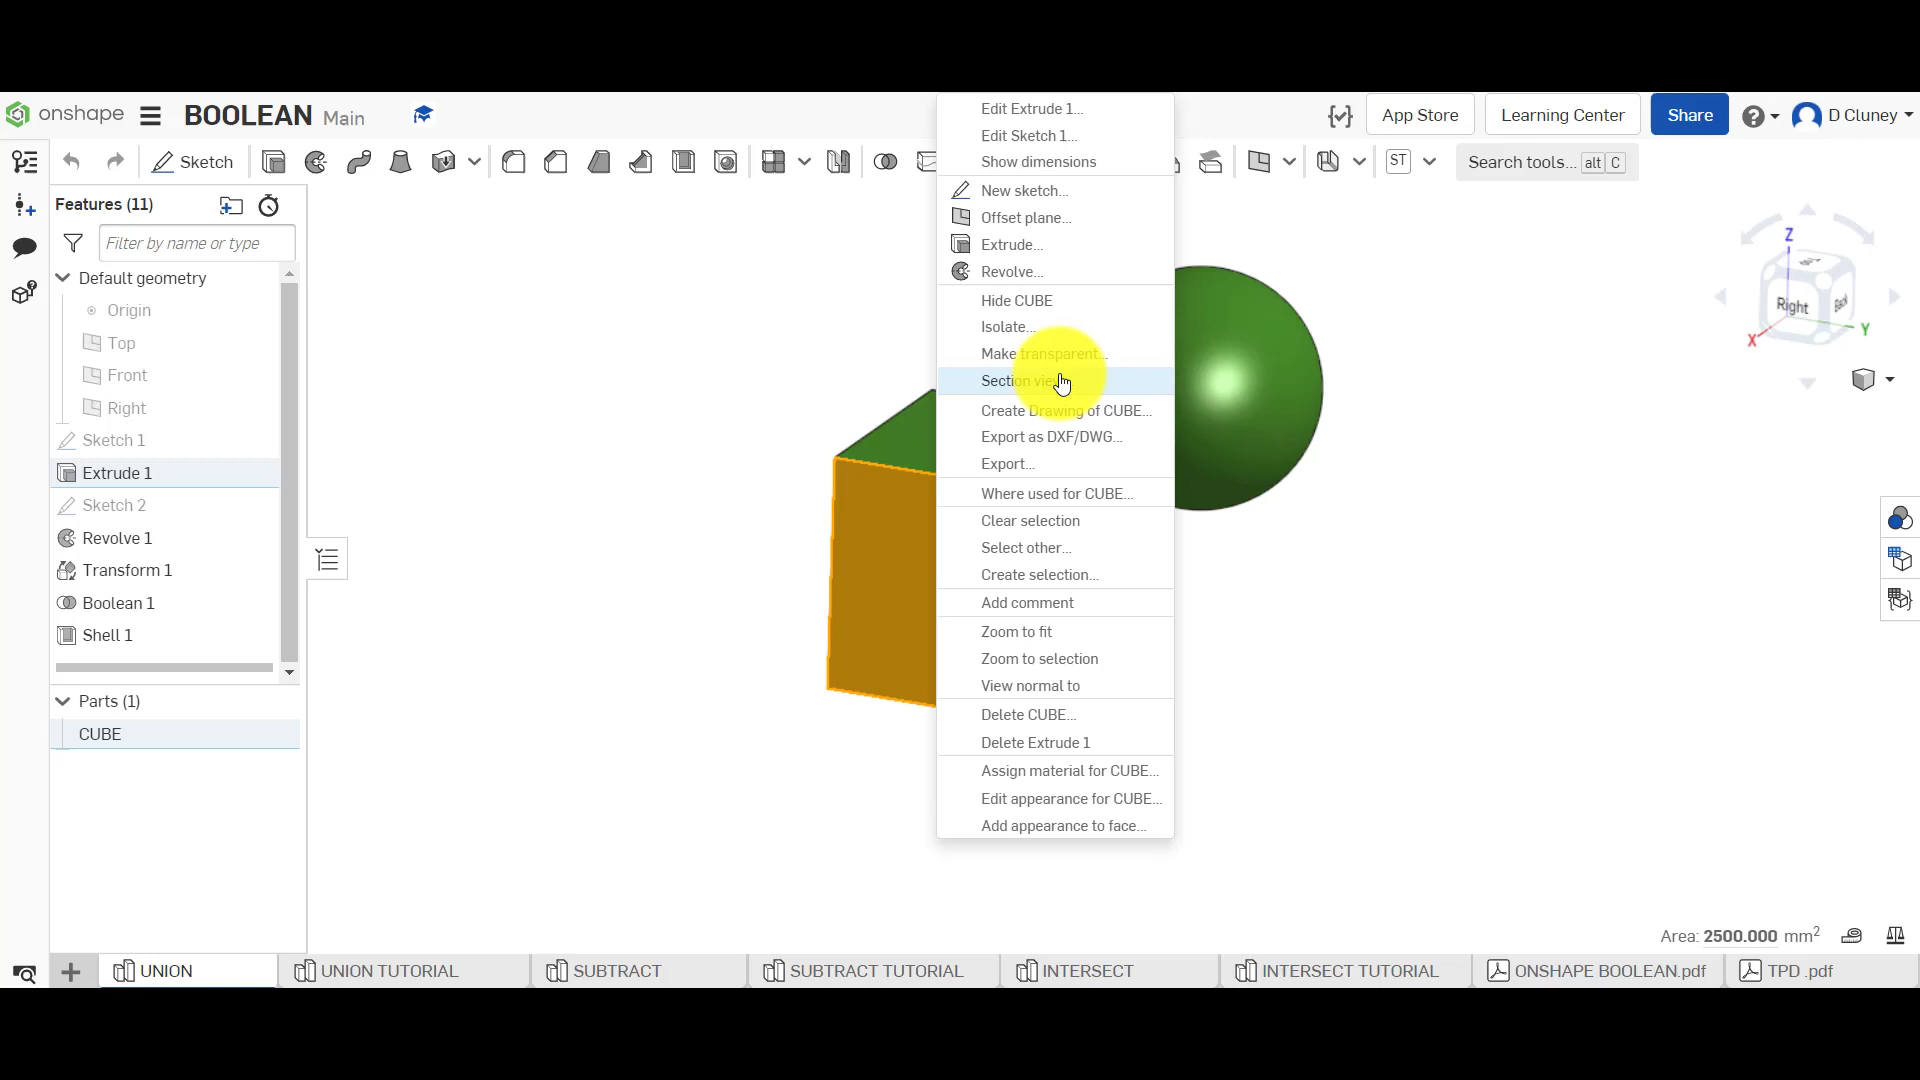 onshape BOOLEAN Main App Store Learning Center Share D Cluney
Sketch ST Search tools... alt C
Features (11)
Filter by name or type
Default geometry
Origin
Top
Front
Right
Sketch 1
Extrude 1
Sketch 2
Revolve 1
Transform 1
Boolean 1
Shell 1
Parts (1)
CUBE
Edit Extrude 1...
Edit Sketch 1...
Show dimensions
New sketch...
Offset plane...
Extrude...
Revolve...
Hide CUBE
Isolate...
Make transparent...
Section view
Create Drawing of CUBE...
Export as DXF/DWG...
Export...
Where used for CUBE...
Clear selection
Select other...
Create selection...
Add comment
Zoom to fit
Zoom to selection
View normal to
Delete CUBE...
Delete Extrude 1
Assign material for CUBE...
Edit appearance for CUBE...
Add appearance to face...
Z
Right Back
X Y
Area: 2500.000 mm²
UNION UNION TUTORIAL SUBTRACT SUBTRACT TUTORIAL INTERSECT INTERSECT TUTORIAL ONSHAPE BOOLEAN.pdf TPD .pdf